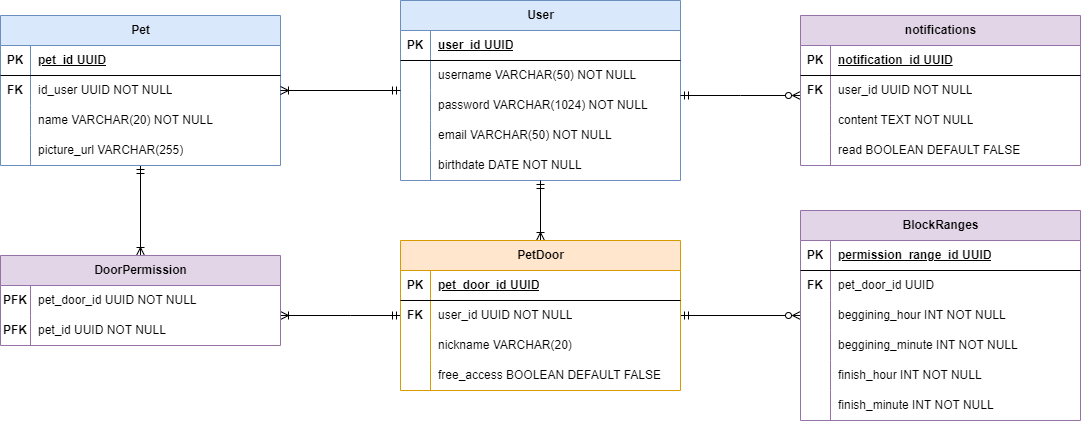 Pet
PK pet_id UUID
FK id_user UUID NOT NULL
name VARCHAR(20) NOT NULL
picture_url VARCHAR(255)
User
PK user_id UUID
username VARCHAR(50) NOT NULL
password VARCHAR(1024) NOT NULL
email VARCHAR(50) NOT NULL
birthdate DATE NOT NULL
notifications
PK notification_id UUID
FK user_id UUID NOT NULL
content TEXT NOT NULL
read BOOLEAN DEFAULT FALSE
DoorPermission
PFK pet_door_id UUID NOT NULL
PFK pet_id UUID NOT NULL
PetDoor
PK pet_door_id UUID
FK user_id UUID NOT NULL
nickname VARCHAR(20)
free_access BOOLEAN DEFAULT FALSE
BlockRanges
PK permission_range_id UUID
FK pet_door_id UUID
beggining_hour INT NOT NULL
beggining_minute INT NOT NULL
finish_hour INT NOT NULL
finish_minute INT NOT NULL